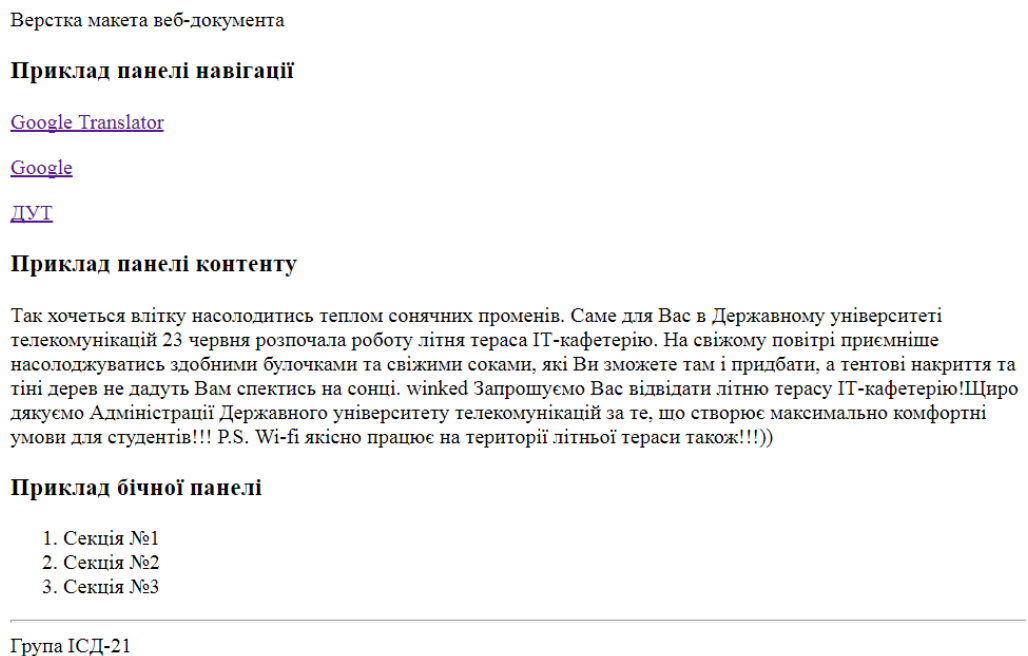 Верстка макета веб-документа
Приклад панелі навігації
Google Translator
Google
ДУТ
Приклад панелі контенту
Так хочеться влітку насолодитись теплом сонячних променів. Саме для Вас в Державному університеті
телекомунікацій 23 червня розпочала роботу літня тераса ІТ-кафетерію. На свіжому повітрі приємніше
насолоджуватись здобними булочками та свіжими соками, які Ви зможете там і придбати, а тентові накриття та
тіні дерев не дадуть Вам спектись на сонці. winked Запрошуємо Вас відвідати літню терасу ІТ-кафетерію!Щиро
дякуємо Адміністрації Державного університету телекомунікацій за те, що створює максимально комфортні
умови для студентів!!! P.S. Wi-fi якісно працює на території літньої тераси також!!!))
Приклад бічної панелі
1. Секція №1
2. Секція №2
3. Секція №3
Група ІСД-21